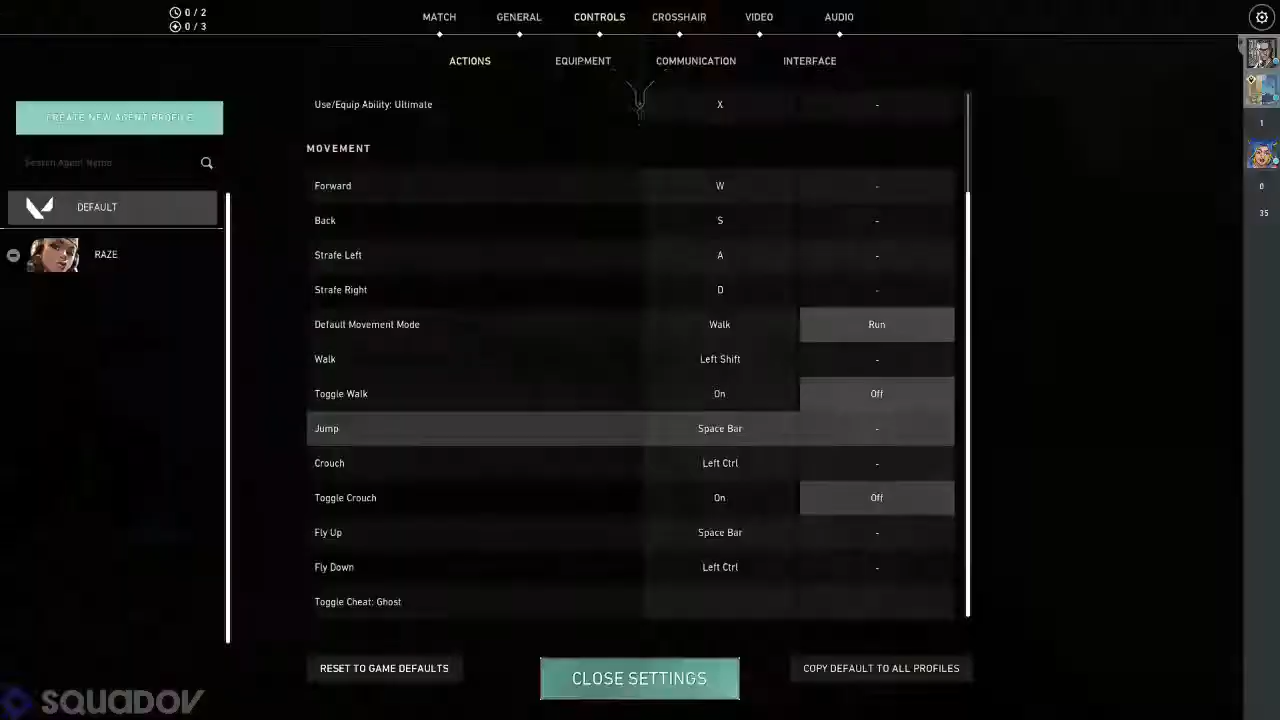 0 / 2
0 / 3
MATCH GENERAL CONTROLS CROSSHAIR VIDEO AUDIO
ACTIONS EQUIPMENT COMMUNICATION INTERFACE
Use/Equip Ability: Ultimate X -
CREATE NEW AGENT PROFILE
Search Agent Name
DEFAULT
RAZE
MOVEMENT
Forward W -
Back S -
Strafe Left A -
Strafe Right D -
Default Movement Mode Walk Run
Walk Left Shift -
Toggle Walk On Off
Jump Space Bar -
Crouch Left Ctrl -
Toggle Crouch On Off
Fly Up Space Bar -
Fly Down Left Ctrl -
Toggle Cheat: Ghost
RESET TO GAME DEFAULTS
CLOSE SETTINGS
COPY DEFAULT TO ALL PROFILES
1
0
35
SQUADOV